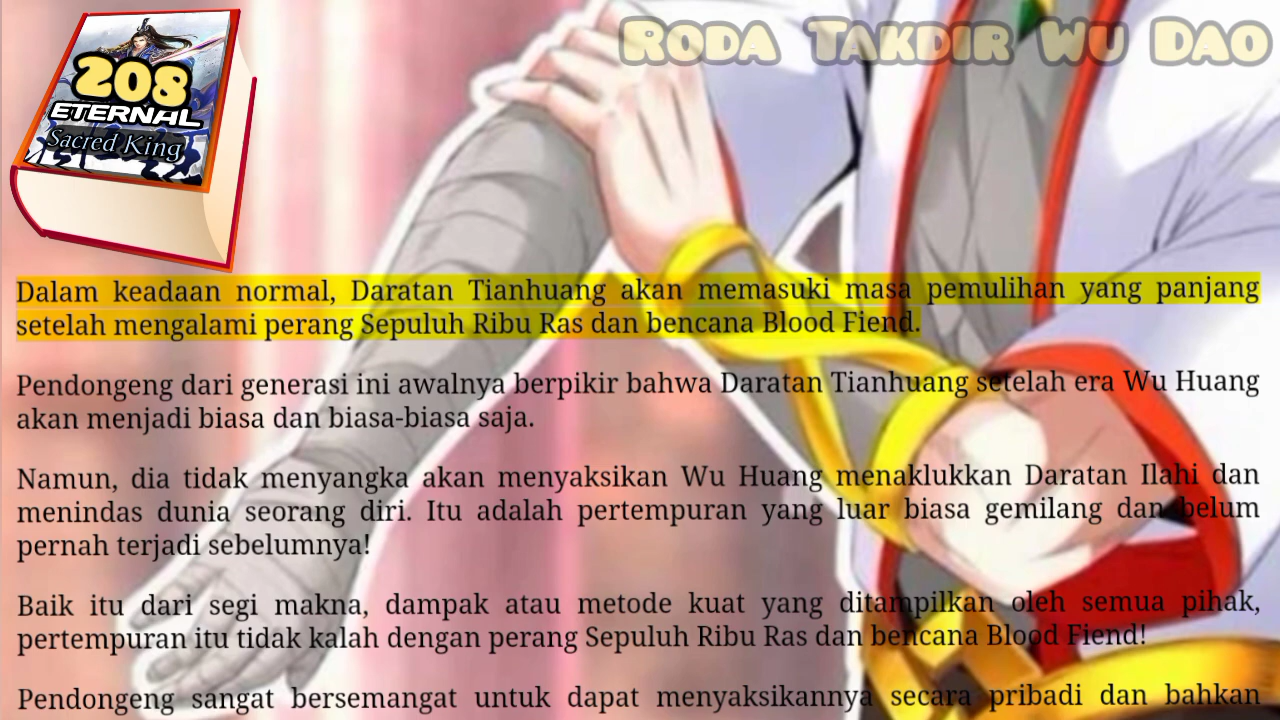 Roda Takdir Wu Dao
208
ETERNAL
Sacred King
Dalam keadaan normal, Daratan Tianhuang akan memasuki masa pemulihan yang panjang
setelah mengalami perang Sepuluh Ribu Ras dan bencana Blood Fiend.
Pendongeng dari generasi ini awalnya berpikir bahwa Daratan Tianhuang setelah era Wu Huang
akan menjadi biasa dan biasa-biasa saja.
Namun, dia tidak menyangka akan menyaksikan Wu Huang menaklukkan Daratan Ilahi dan
menindas dunia seorang diri. Itu adalah pertempuran yang luar biasa gemilang dan belum
pernah terjadi sebelumnya!
Baik itu dari segi makna, dampak atau metode kuat yang ditampilkan oleh semua pihak,
pertempuran itu tidak kalah dengan perang Sepuluh Ribu Ras dan bencana Blood Fiend!
Pendongeng sangat bersemangat untuk dapat menyaksikannya secara pribadi dan bahkan